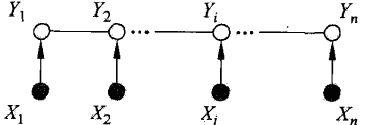 Y₁ Y₂ Yᵢ Yₙ
X₁ X₂ Xᵢ Xₙ